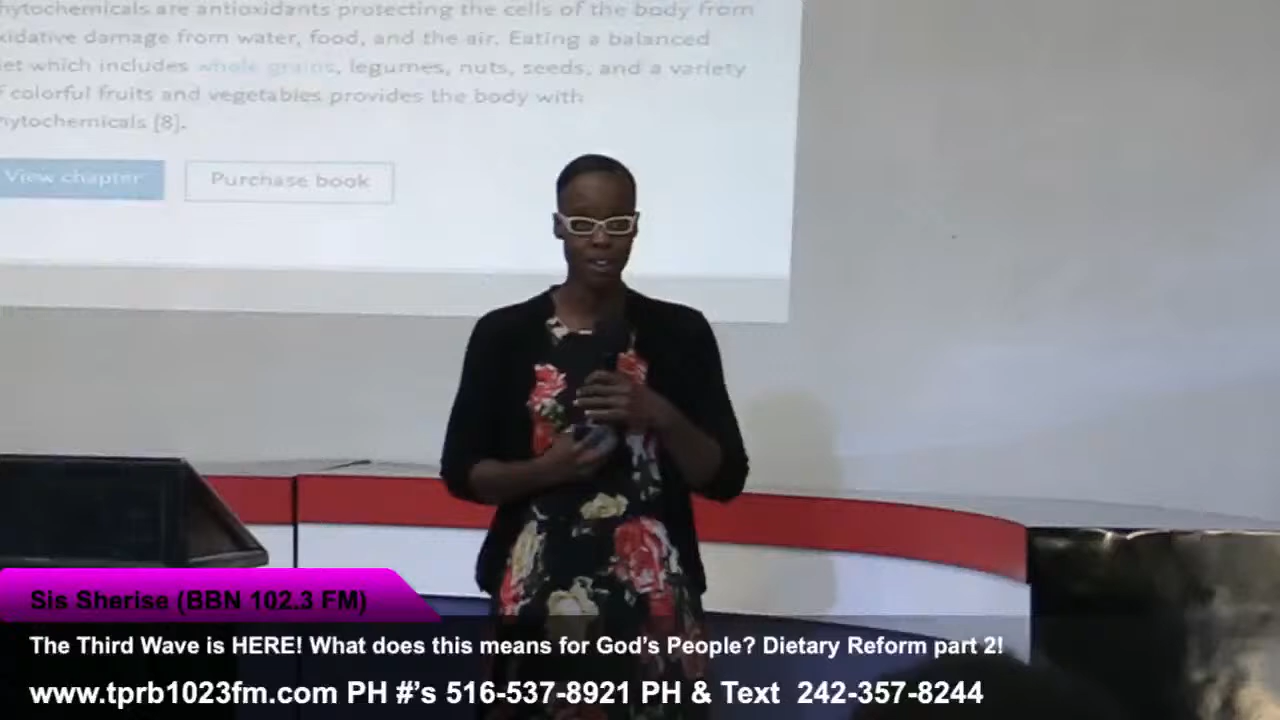 hytochemicals are antioxidants protecting the cells of the body from
xidative damage from water, food, and the air. Eating a balanced
iet which includes whole grains, legumes, nuts, seeds, and a variety
f colorful fruits and vegetables provides the body with
hytochemicals [8].
View chapter
Purchase book
Sis Sherise (BBN 102.3 FM)
The Third Wave is HERE! What does this means for God's People? Dietary Reform part 2!
www.tprb1023fm.com PH #'s 516-537-8921 PH & Text 242-357-8244